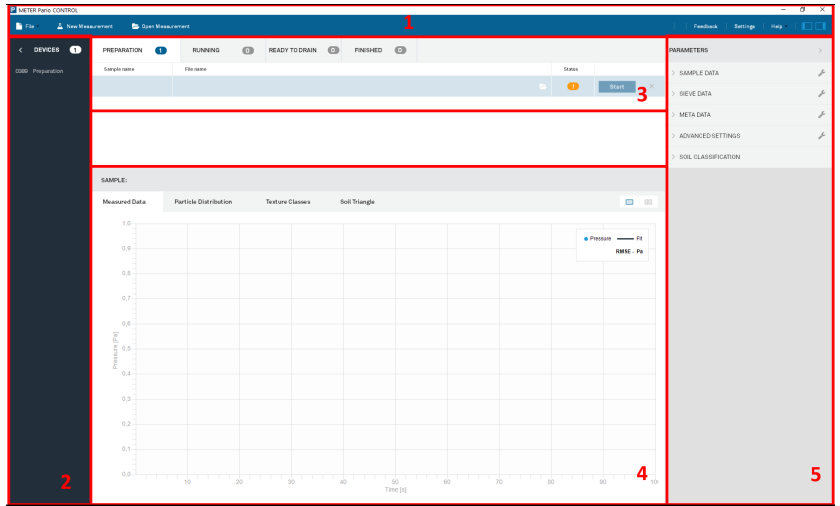 METER Pario CONTROL
File New Measurement Open Measurement 1 Feedback Settings Help
DEVICES 1 PREPARATION 1 RUNNING 0 READY TO DRAIN 0 FINISHED 0 PARAMETERS
Preparation Sample name File name Status SAMPLE DATA
! Start 3 SIEVE DATA
META DATA
ADVANCED SETTINGS
SOIL CLASSIFICATION
SAMPLE:
Measured Data Particle Distribution Texture Classes Soil Triangle
1,0
Pressure Fit
RMSE - Pa
0,9
0,8
0,7
0,6
0,5
0,4
0,3
0,2
0,1
0,0
Pressure [Pa]
10 20 30 40 50 60 70 80 90 100
Time [s]
2 4 5